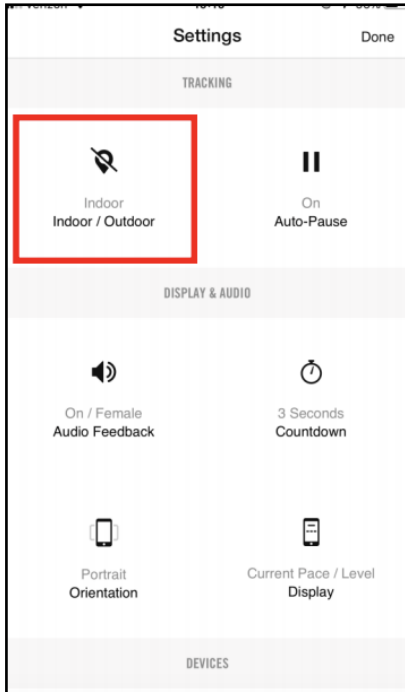 Settings
Done
TRACKING
Indoor
Indoor / Outdoor
On
Auto-Pause
DISPLAY & AUDIO
On / Female
Audio Feedback
3 Seconds
Countdown
Portrait
Orientation
Current Pace / Level
Display
DEVICES